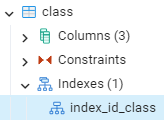 class
Columns (3)
Constraints
Indexes (1)
index_id_class